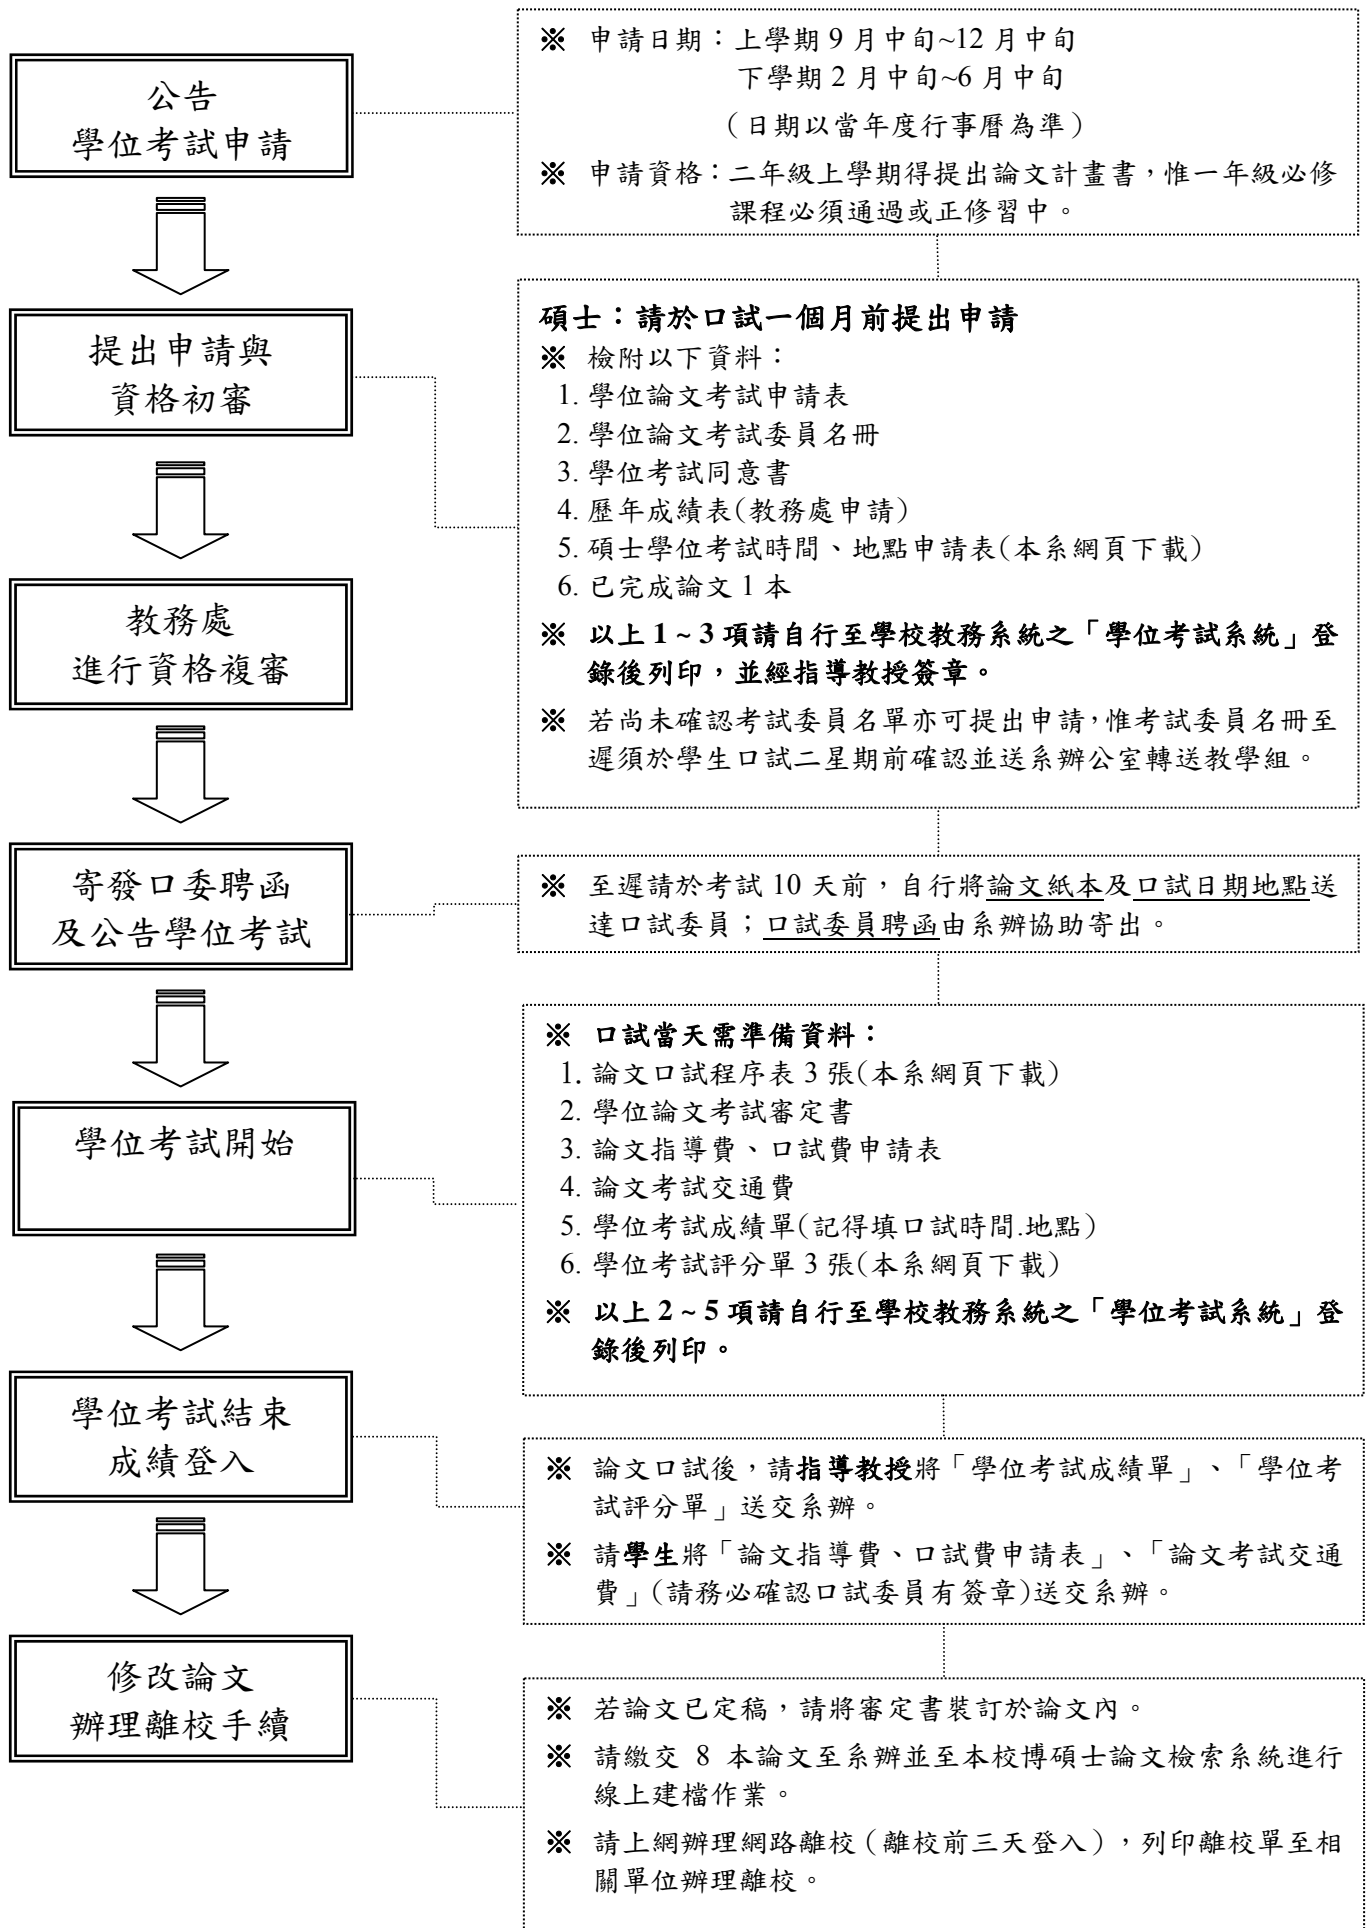 公告
學位考試申請
※ 申請日期：上學期 9 月中旬~12 月中旬
下學期 2 月中旬~6 月中旬
（日期以當年度行事曆為準）
※ 申請資格：二年級上學期得提出論文計畫書，惟一年級必修
課程必須通過或正修習中。
提出申請與
資格初審
碩士：請於口試一個月前提出申請
※ 檢附以下資料：
1. 學位論文考試申請表
2. 學位論文考試委員名冊
3. 學位考試同意書
4. 歷年成績表(教務處申請)
5. 碩士學位考試時間、地點申請表(本系網頁下載)
6. 已完成論文 1 本
※ 以上 1 ~ 3 項請自行至學校教務系統之「學位考試系統」登
錄後列印，並經指導教授簽章。
※ 若尚未確認考試委員名單亦可提出申請，惟考試委員名冊至
遲須於學生口試二星期前確認並送系辦公室轉送教學組。
教務處
進行資格複審
寄發口委聘函
及公告學位考試
※ 至遲請於考試 10 天前，自行將論文紙本及口試日期地點送
達口試委員；口試委員聘函由系辦協助寄出。
學位考試開始
※ 口試當天需準備資料：
1. 論文口試程序表 3 張(本系網頁下載)
2. 學位論文考試審定書
3. 論文指導費、口試費申請表
4. 論文考試交通費
5. 學位考試成績單(記得填口試時間.地點)
6. 學位考試評分單 3 張(本系網頁下載)
※ 以上 2 ~ 5 項請自行至學校教務系統之「學位考試系統」登
錄後列印。
學位考試結束
成績登入
※ 論文口試後，請指導教授將「學位考試成績單」、「學位考
試評分單」送交系辦。
※ 請學生將「論文指導費、口試費申請表」、「論文考試交通
費」(請務必確認口試委員有簽章)送交系辦。
修改論文
辦理離校手續
※ 若論文已定稿，請將審定書裝訂於論文內。
※ 請繳交 8 本論文至系辦並至本校博碩士論文檢索系統進行
線上建檔作業。
※ 請上網辦理網路離校（離校前三天登入），列印離校單至相
關單位辦理離校。